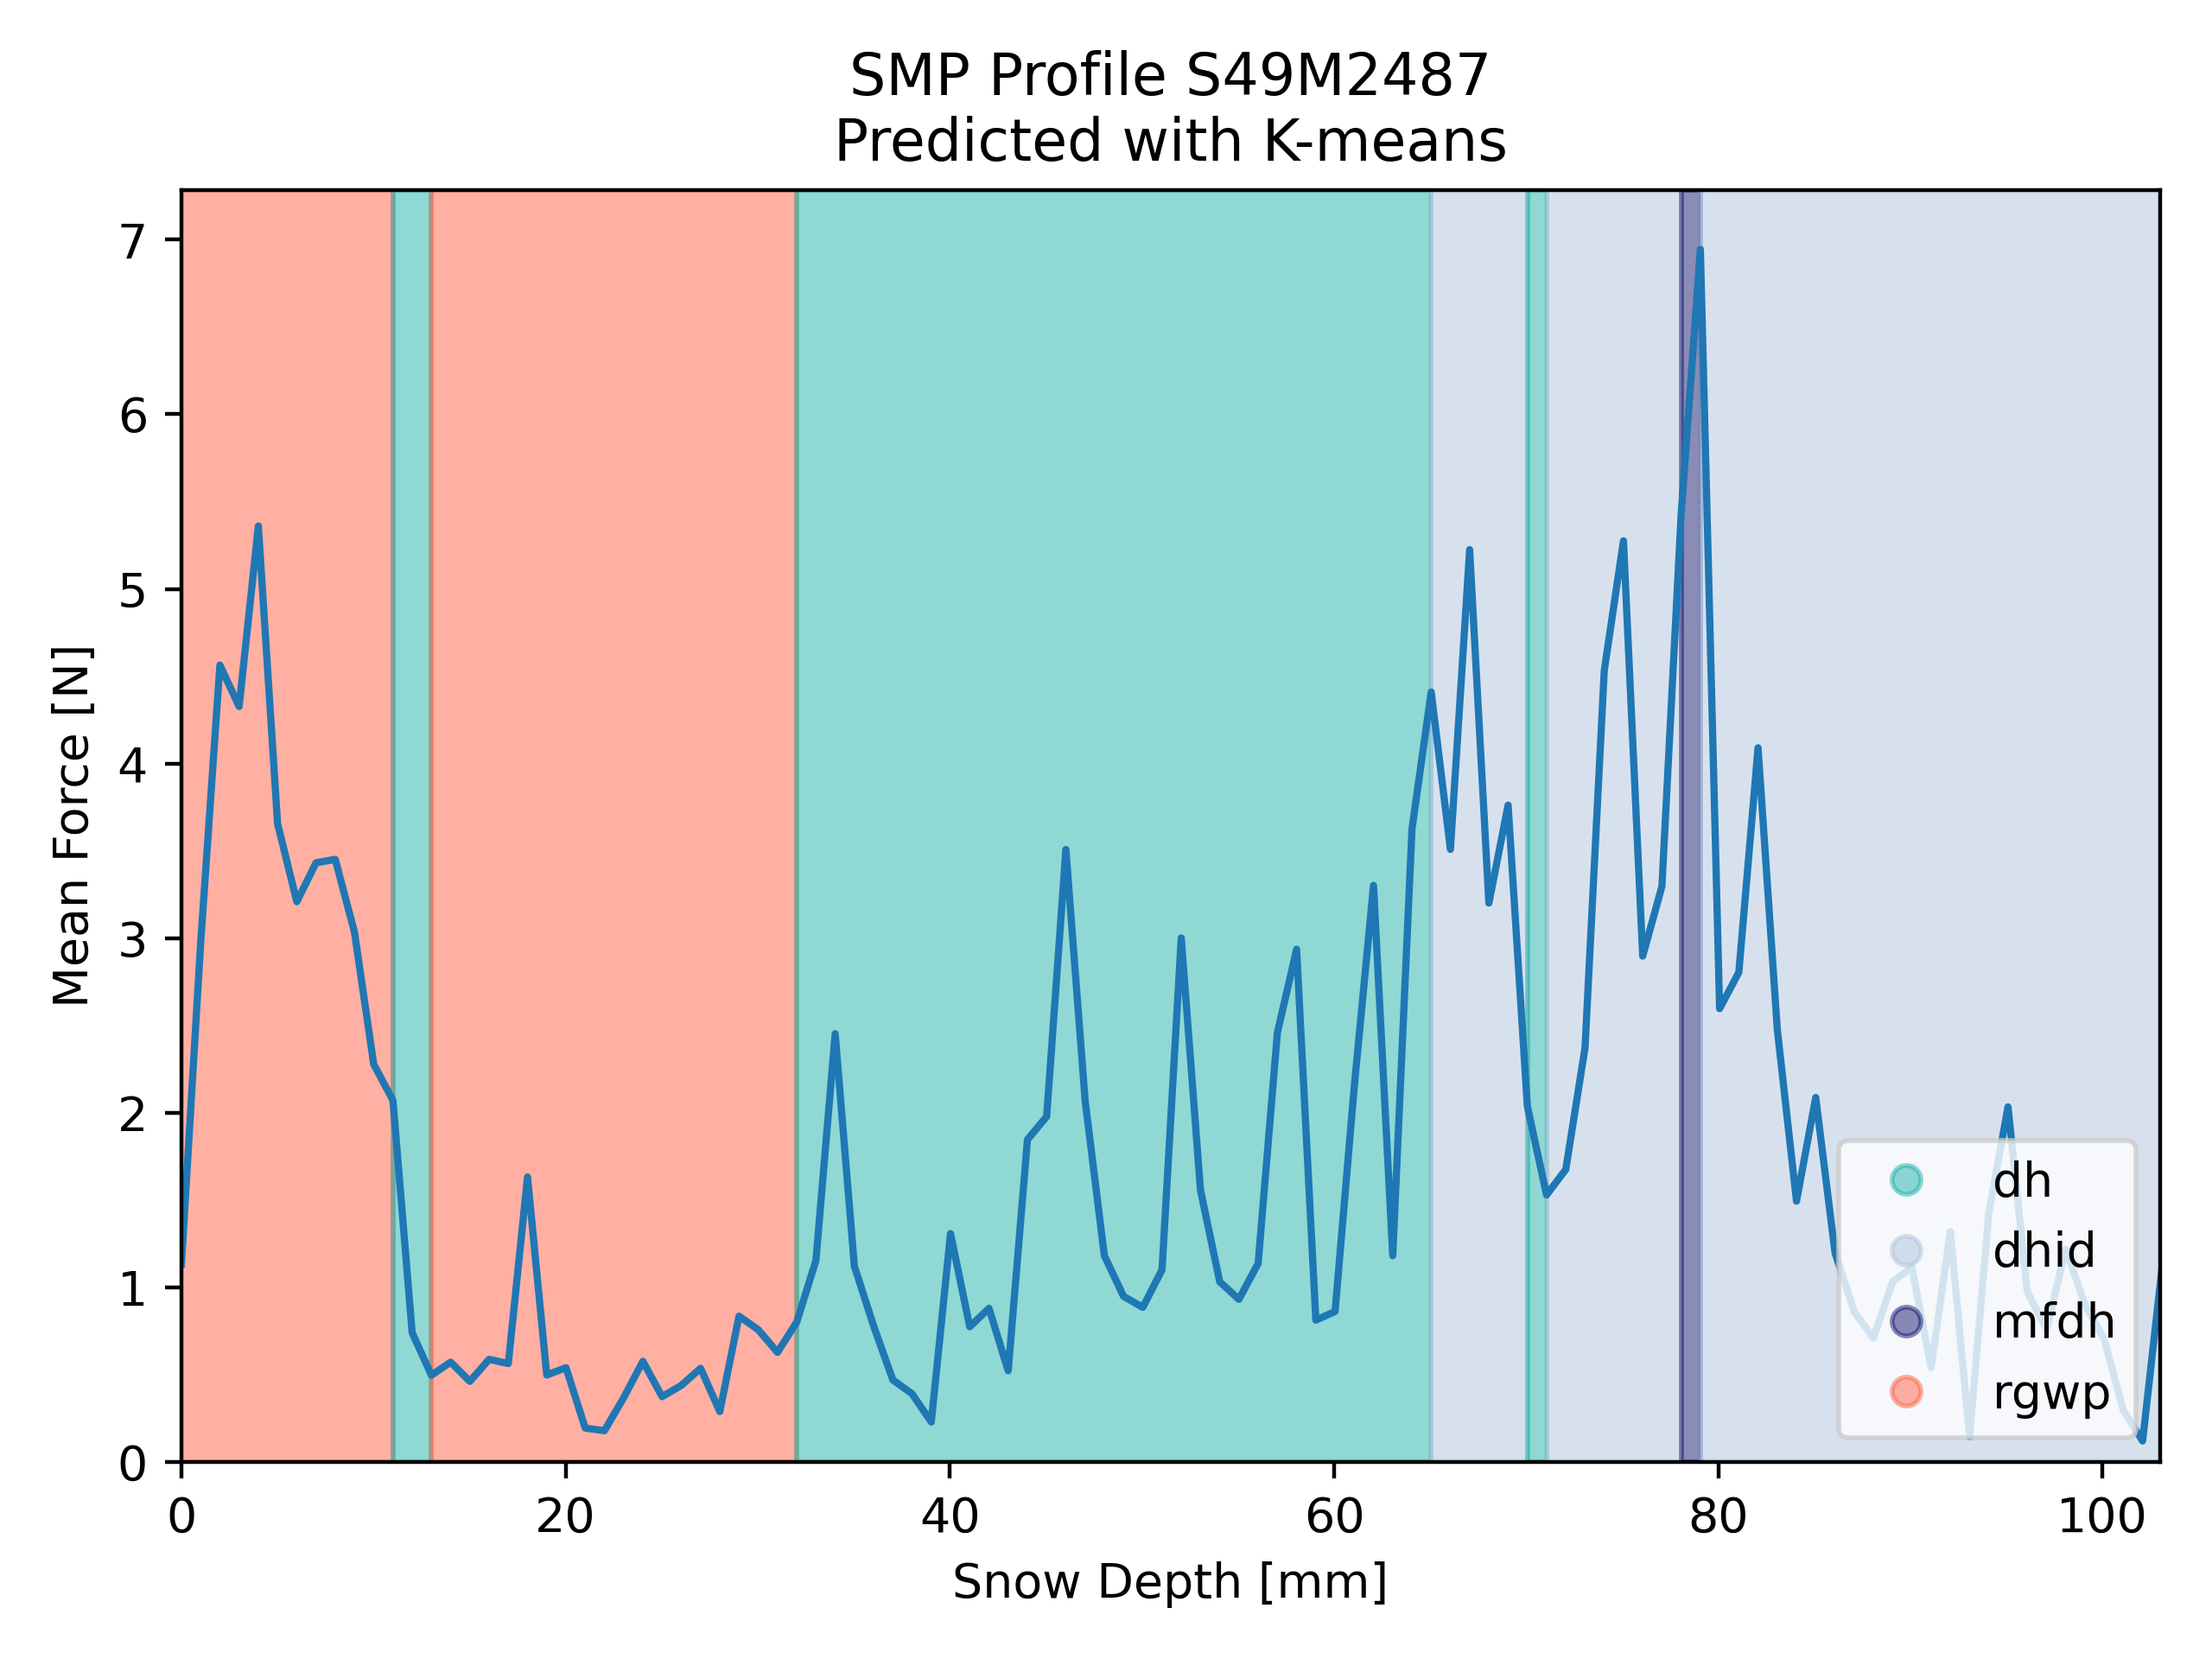 SMP Profile S49M2487
Predicted with K-means
Mean Force [N]
7
6
5
4
3
2
1
0
0 20 40 60 80 100
Snow Depth [mm]
dh
dhid
mfdh
rgwp